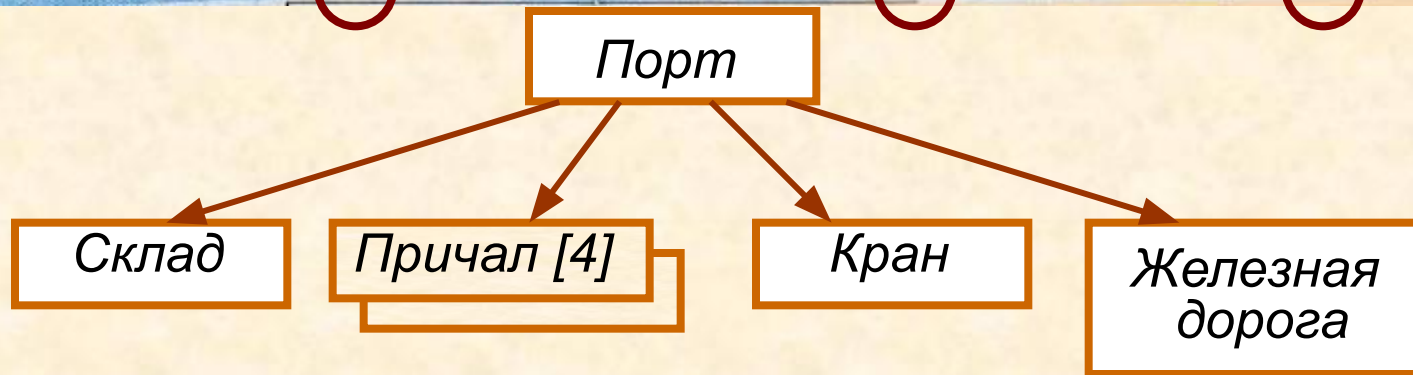 Порт
Склад
Причал [4]
Кран
Железная
дорога